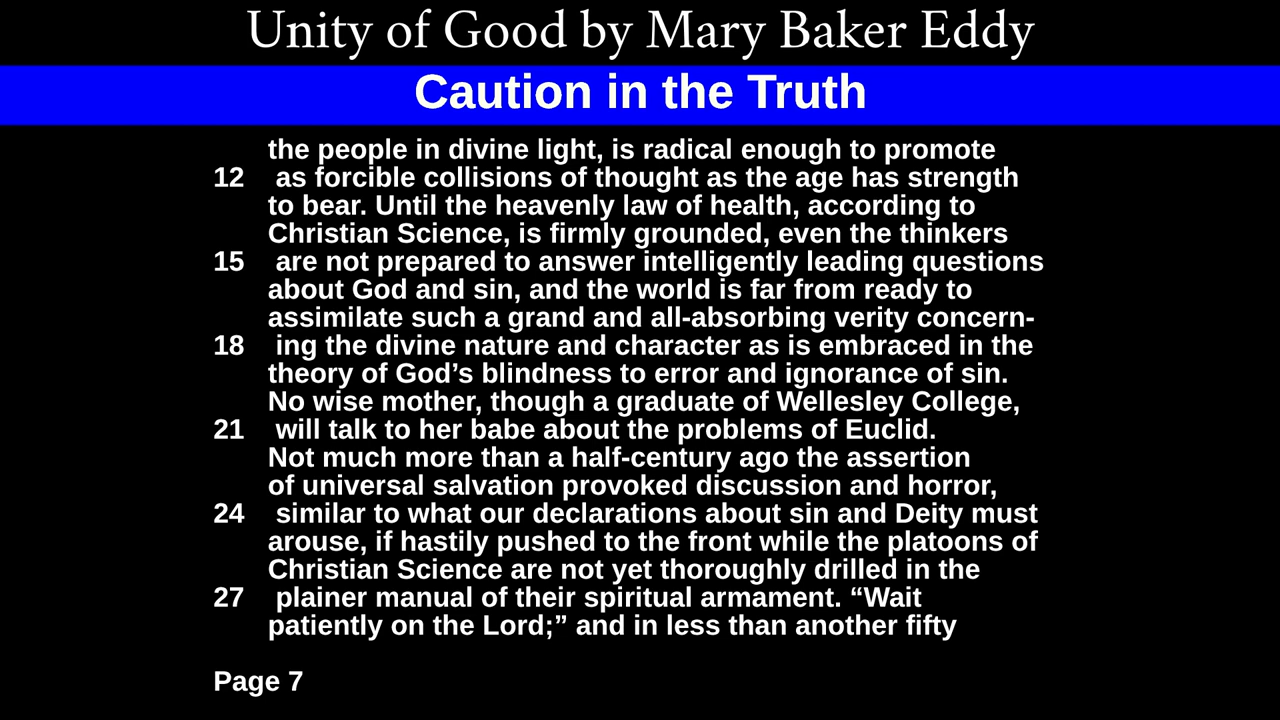 Unity of Good by Mary Baker Eddy
Caution in the Truth
the people in divine light, is radical enough to promote
12 as forcible collisions of thought as the age has strength
to bear. Until the heavenly law of health, according to
Christian Science, is firmly grounded, even the thinkers
15 are not prepared to answer intelligently leading questions
about God and sin, and the world is far from ready to
assimilate such a grand and all-absorbing verity concern-
18 ing the divine nature and character as is embraced in the
theory of God’s blindness to error and ignorance of sin.
No wise mother, though a graduate of Wellesley College,
21 will talk to her babe about the problems of Euclid.
Not much more than a half-century ago the assertion
of universal salvation provoked discussion and horror,
24 similar to what our declarations about sin and Deity must
arouse, if hastily pushed to the front while the platoons of
Christian Science are not yet thoroughly drilled in the
27 plainer manual of their spiritual armament. “Wait
patiently on the Lord;” and in less than another fifty
Page 7